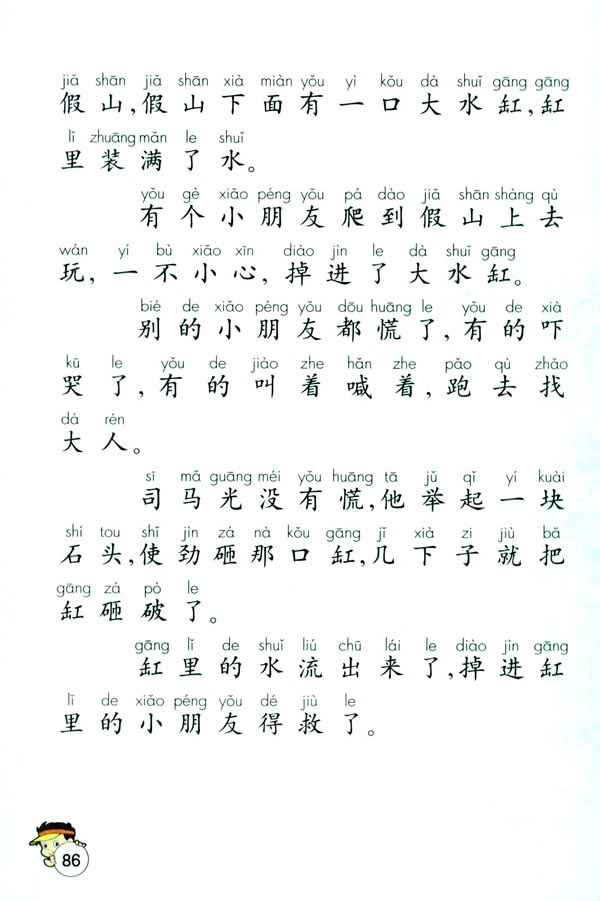 jiǎ shān jiǎ shān xià miàn yǒu yì kǒu dà shuǐ gāng gāng
假山,假山下面有一口大水缸,缸
lǐ zhuāng mǎn le shuǐ
里装满了水。
yǒu gè xiǎo péng yǒu pá dào jiǎ shān shàng qù
有个小朋友爬到假山上去
wán yí bù xiǎo xīn diào jìn le dà shuǐ gāng
玩,一不小心,掉进了大水缸。
bié de xiǎo péng yǒu dōu huāng le yǒu de xià
别的小朋友都慌了,有的吓
kū le yǒu de jiào zhe hǎn zhe pǎo qù zhǎo
哭了,有的叫着喊着,跑去找
dà rén
大人。
sī mǎ guāng méi yǒu huāng tā jǔ qǐ yí kuài
司马光没有慌,他举起一块
shí tou shǐ jìn zá nà kǒu gāng jǐ xià zi jiù bǎ
石头,使劲砸那口缸,几下子就把
gāng zá pò le
缸砸破了。
gāng lǐ de shuǐ liú chū lái le diào jìn gāng
缸里的水流出来了,掉进缸
lǐ de xiǎo péng yǒu dé jiù le
里的小朋友得救了。
86